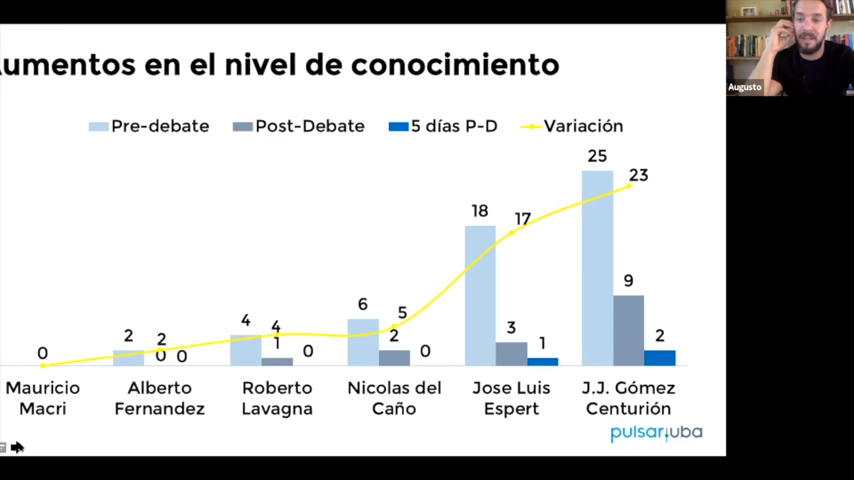 umentos en el nivel de conocimiento
Pre-debate Post-Debate 5 días P-D Variación
25
23
18
17
9
6
5
4 4
3
2 2
2
2
1
1
0
0 0
0
0
Mauricio Macri
Alberto Fernandez
Roberto Lavagna
Nicolas del Caño
Jose Luis Espert
J.J. Gómez Centurión
pulsar.uba
Augusto